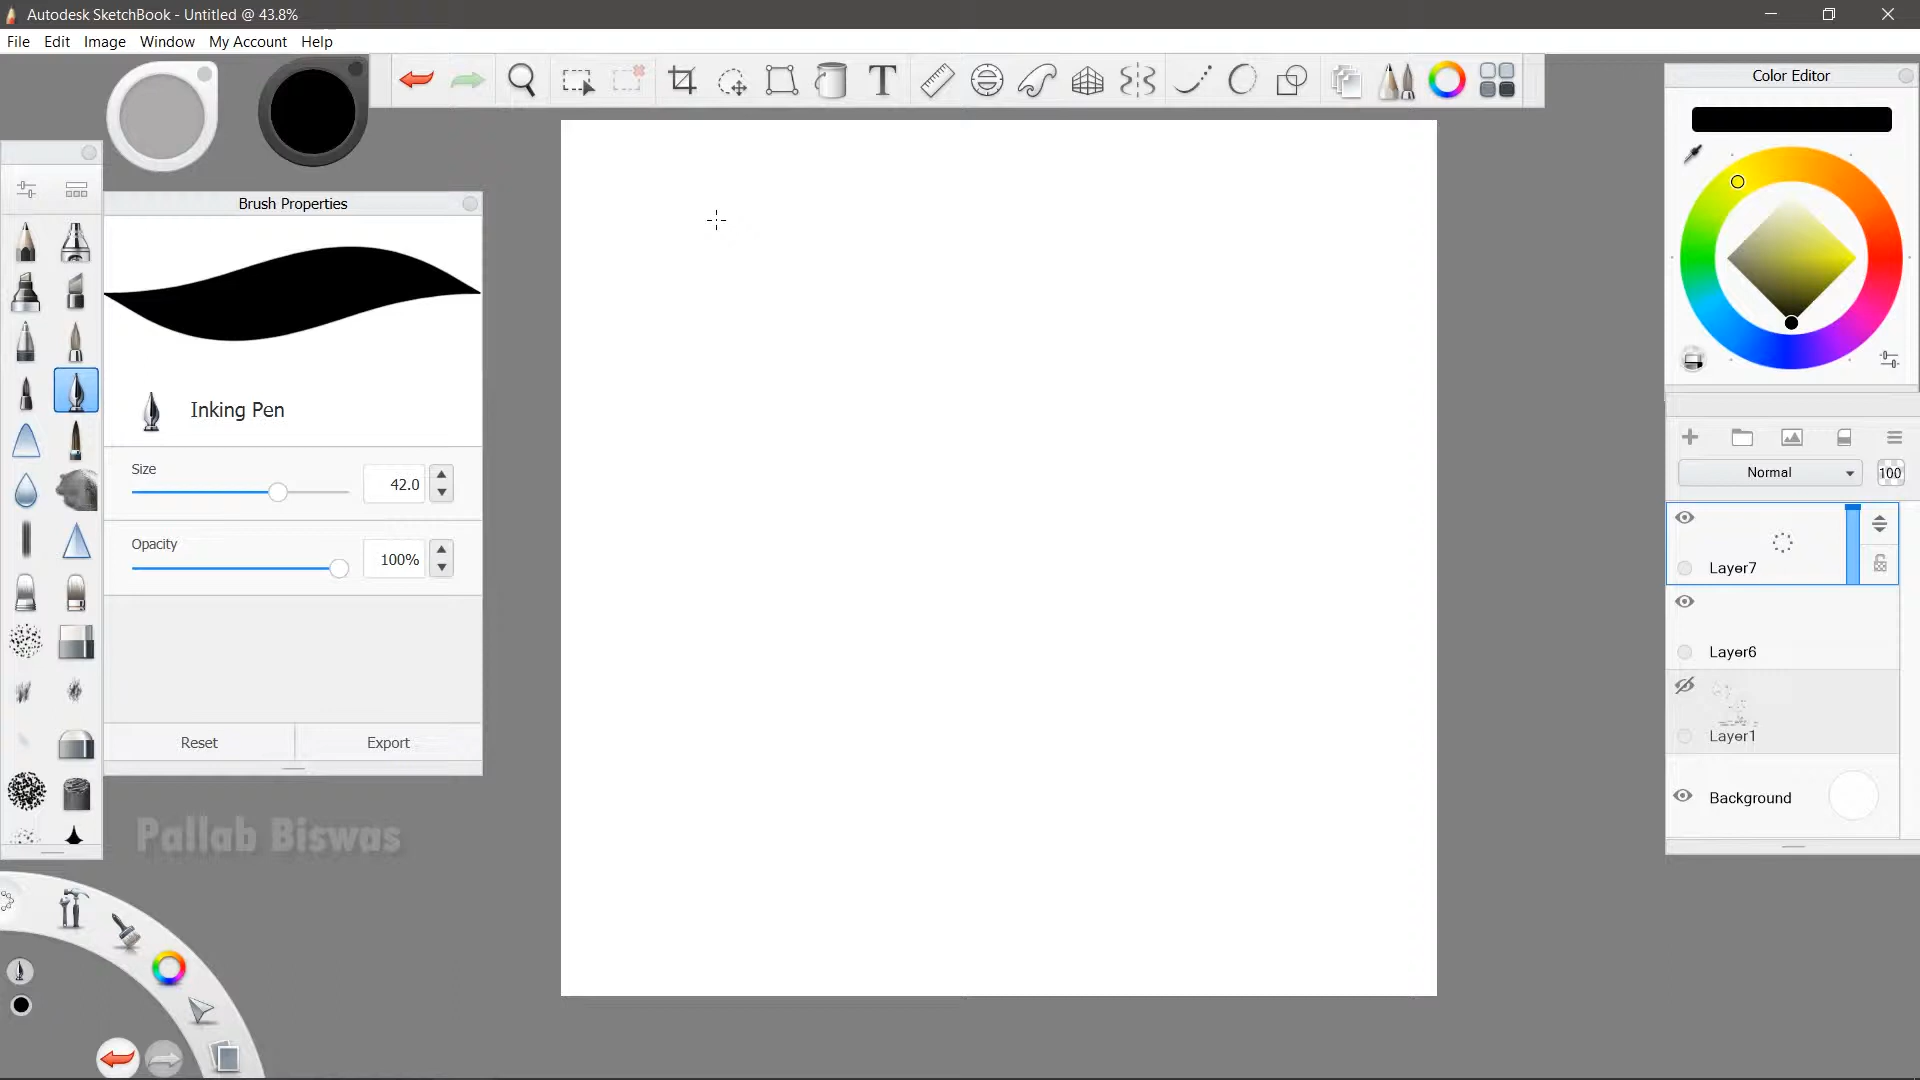 Autodesk SketchBook - Untitled @ 43.8%
File Edit Image Window My Account Help
T
Color Editor
Brush Properties
Inking Pen
Size
42.0
Opacity
100%
Reset Export
Normal 100
Layer7
Layer6
Layer1
Background
Pallab Biswas